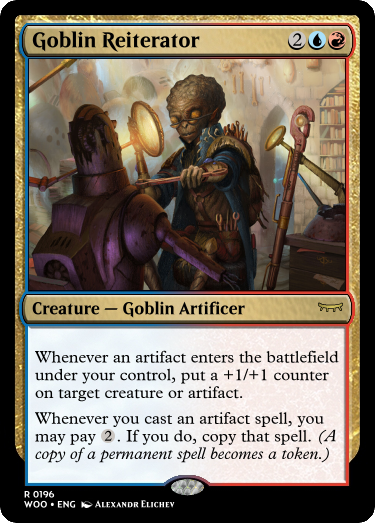 Goblin Reiterator 2
Creature — Goblin Artificer
Whenever an artifact enters the battlefield
under your control, put a +1/+1 counter
on target creature or artifact.
Whenever you cast an artifact spell, you
may pay 2. If you do, copy that spell. (A
copy of a permanent spell becomes a token.)
R 0196
WOO • ENG Alexandr Elichev